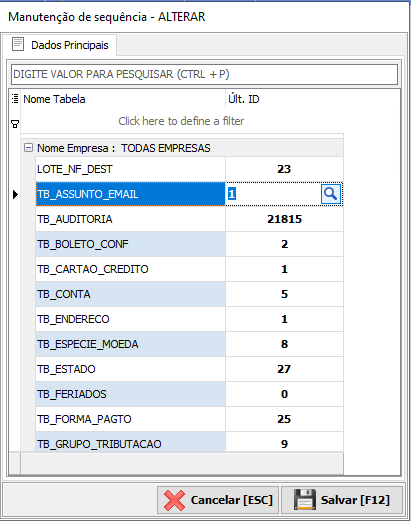 Manutenção de sequência - ALTERAR
Dados Principais
DIGITE VALOR PARA PESQUISAR (CTRL +P)
Nome Tabela Últ. ID
Click here to define a filter
Nome Empresa : TODAS EMPRESAS
LOTE_NF_DEST 23
TB_ASSUNTO_EMAIL 1
TB_AUDITORIA 21815
TB_BOLETO_CONF 2
TB_CARTAO_CREDITO 1
TB_CONTA 5
TB_ENDERECO 1
TB_ESPECIE_MOEDA 8
TB_ESTADO 27
TB_FERIADOS 0
TB_FORMA_PAGTO 25
TB_GRUPO_TRIBUTACAO 9
Cancelar [ESC] Salvar [F12]